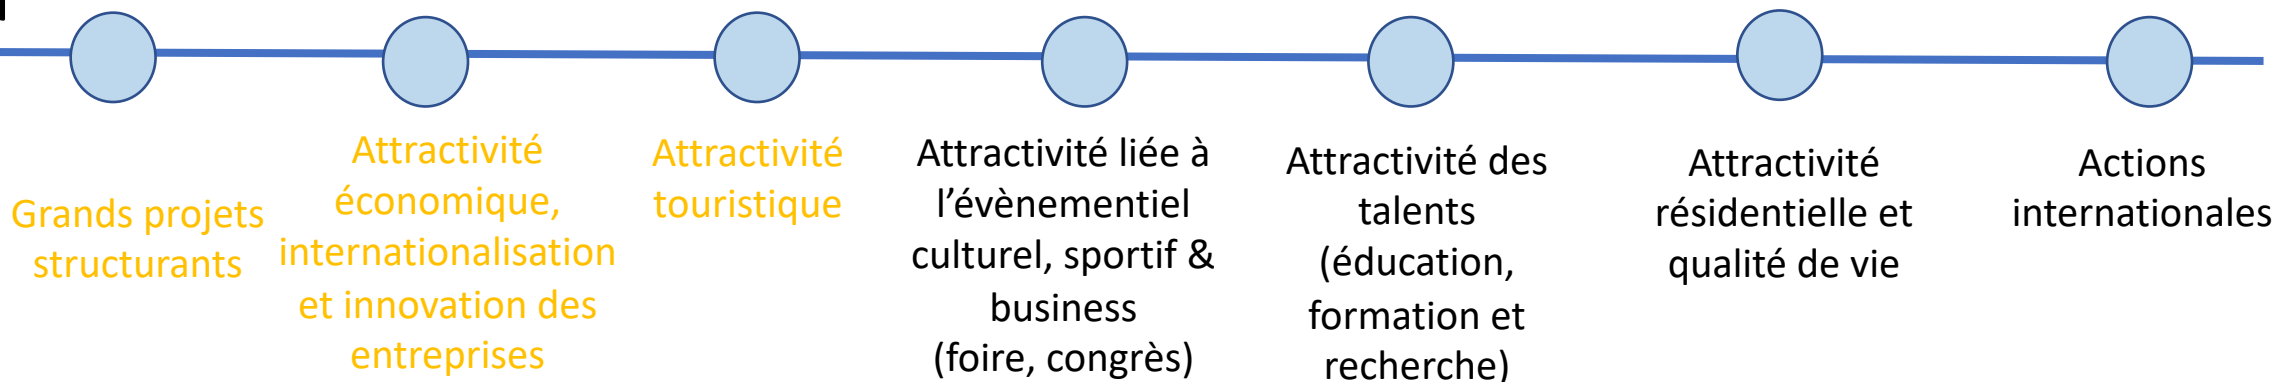 Grands projets
structurants
Attractivité
économique,
internationalisation
et innovation des
entreprises
Attractivité
touristique
Attractivité liée à
l’évènementiel
culturel, sportif &
business
(foire, congrès)
Attractivité des
talents
(éducation,
formation et
recherche)
Attractivité
résidentielle et
qualité de vie
Actions
internationales